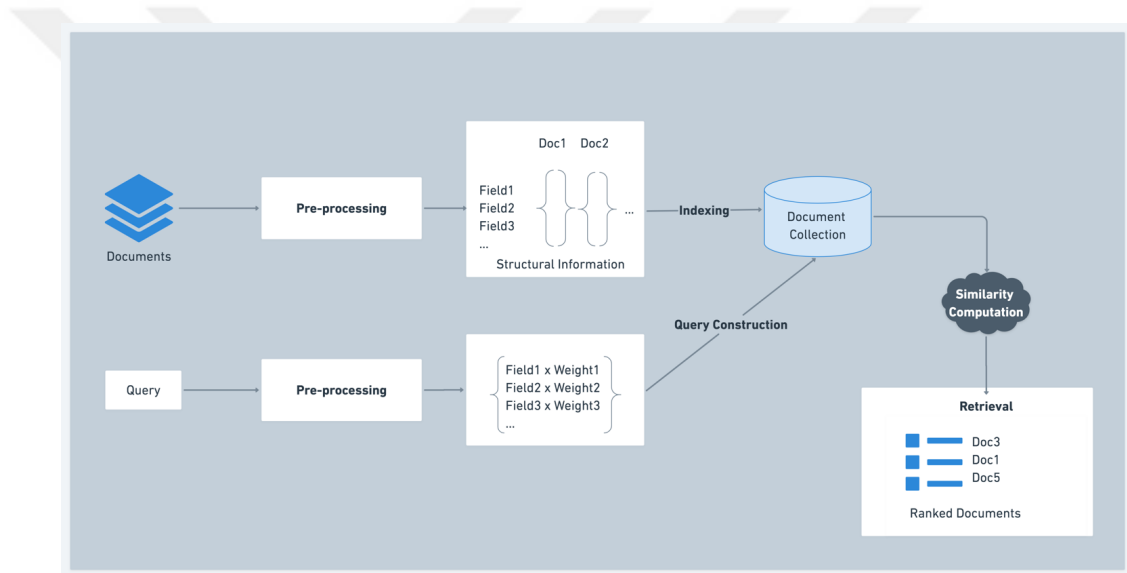 Documents
Pre-processing
Doc1 Doc2
Field1
Field2
Field3
...
...
Structural Information
Indexing
Document
Collection
Similarity
Computation
Query Construction
Query
Pre-processing
Field1 x Weight1
Field2 x Weight2
Field3 x Weight3
...
Retrieval
Doc3
Doc1
Doc5
Ranked Documents